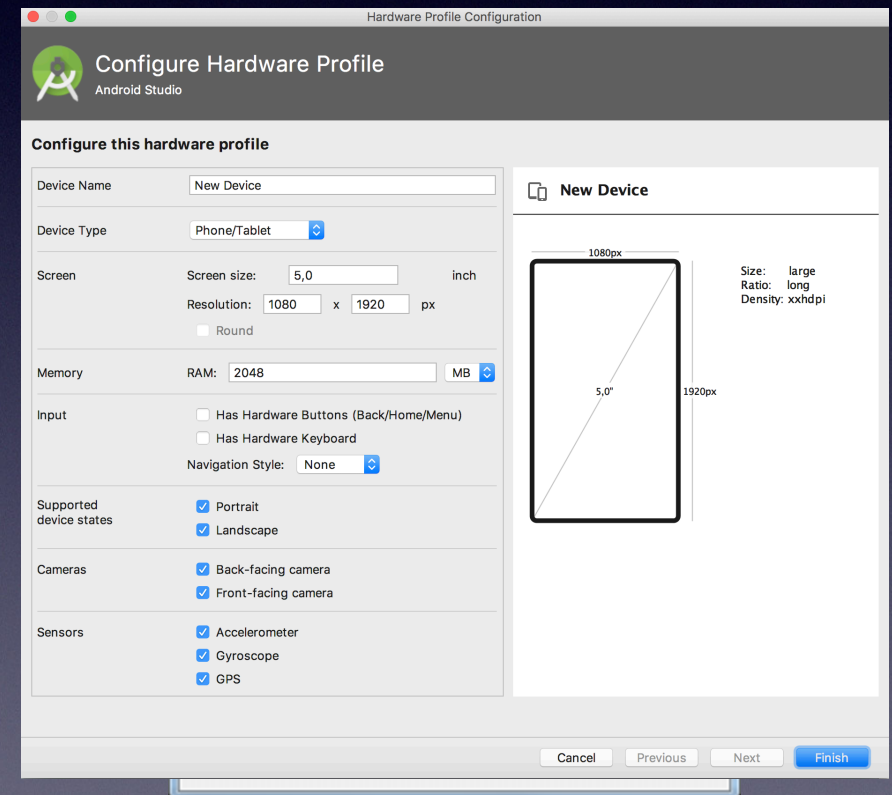 Hardware Profile Configuration
Configure Hardware Profile
Android Studio
Configure this hardware profile
Device Name New Device
Device Type Phone/Tablet
Screen Screen size: 5,0 inch
Resolution: 1080 x 1920 px
Round
Memory RAM: 2048 MB
Input Has Hardware Buttons (Back/Home/Menu)
Has Hardware Keyboard
Navigation Style: None
Supported
device states
Portrait
Landscape
Cameras Back-facing camera
Front-facing camera
Sensors Accelerometer
Gyroscope
GPS
New Device
1080px
Size: large
Ratio: long
Density: xxhdpi
5,0"
1920px
Cancel Previous Next Finish